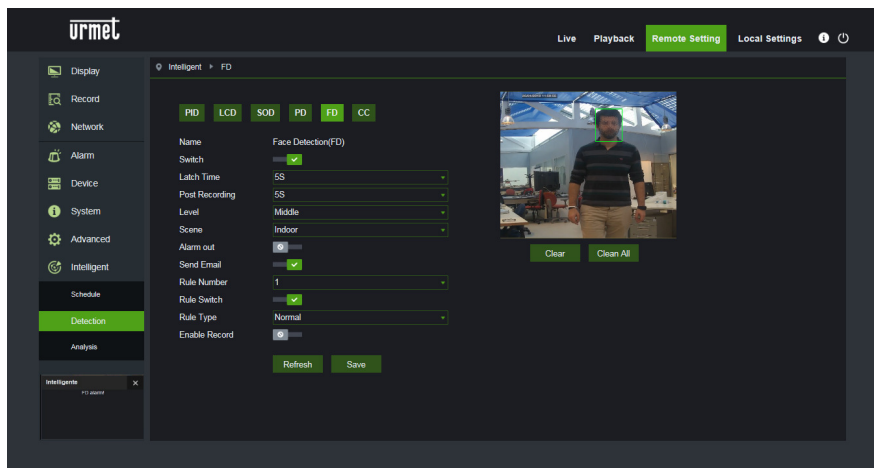 urmet
Live Playback Remote Setting Local Settings
Display
Record
Network
Alarm
Device
System
Advanced
Intelligent
Schedule
Detection
Analysis
Intelligente
FD alarm!
Intelligent FD
PID LCD SOD PD FD CC
Name Face Detection(FD)
Switch
Latch Time 5S
Post Recording 5S
Level Middle
Scene Indoor
Alarm out
Send Email
Rule Number 1
Rule Switch
Rule Type Normal
Enable Record
Refresh Save
Clear Clean All